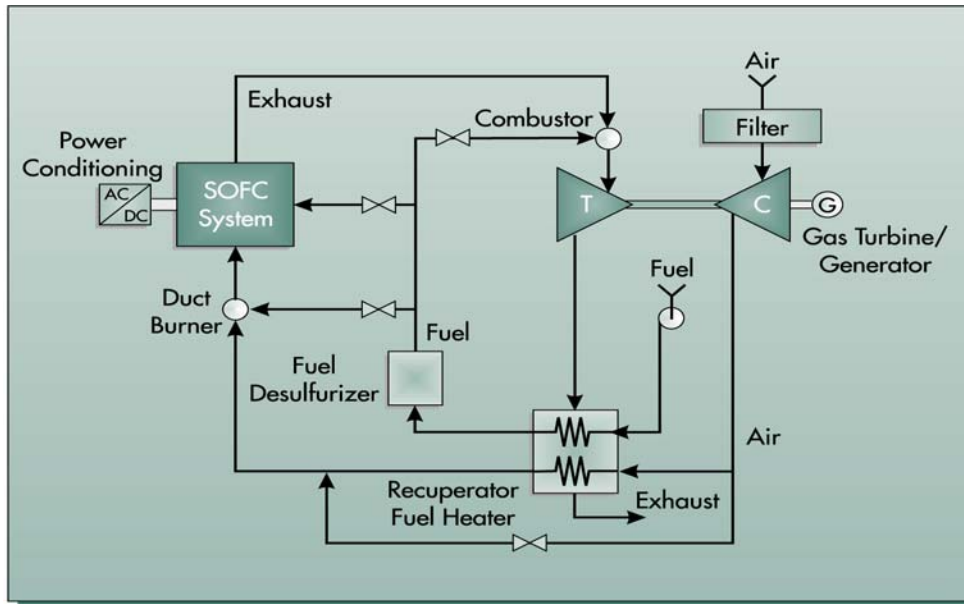 Air
Exhaust
Combustor
Filter
Power
Conditioning
AC
DC
SOFC
System
T
C
G
Gas Turbine/
Generator
Fuel
Duct
Burner
Fuel
Fuel
Desulfurizer
Air
Recuperator
Fuel Heater
Exhaust